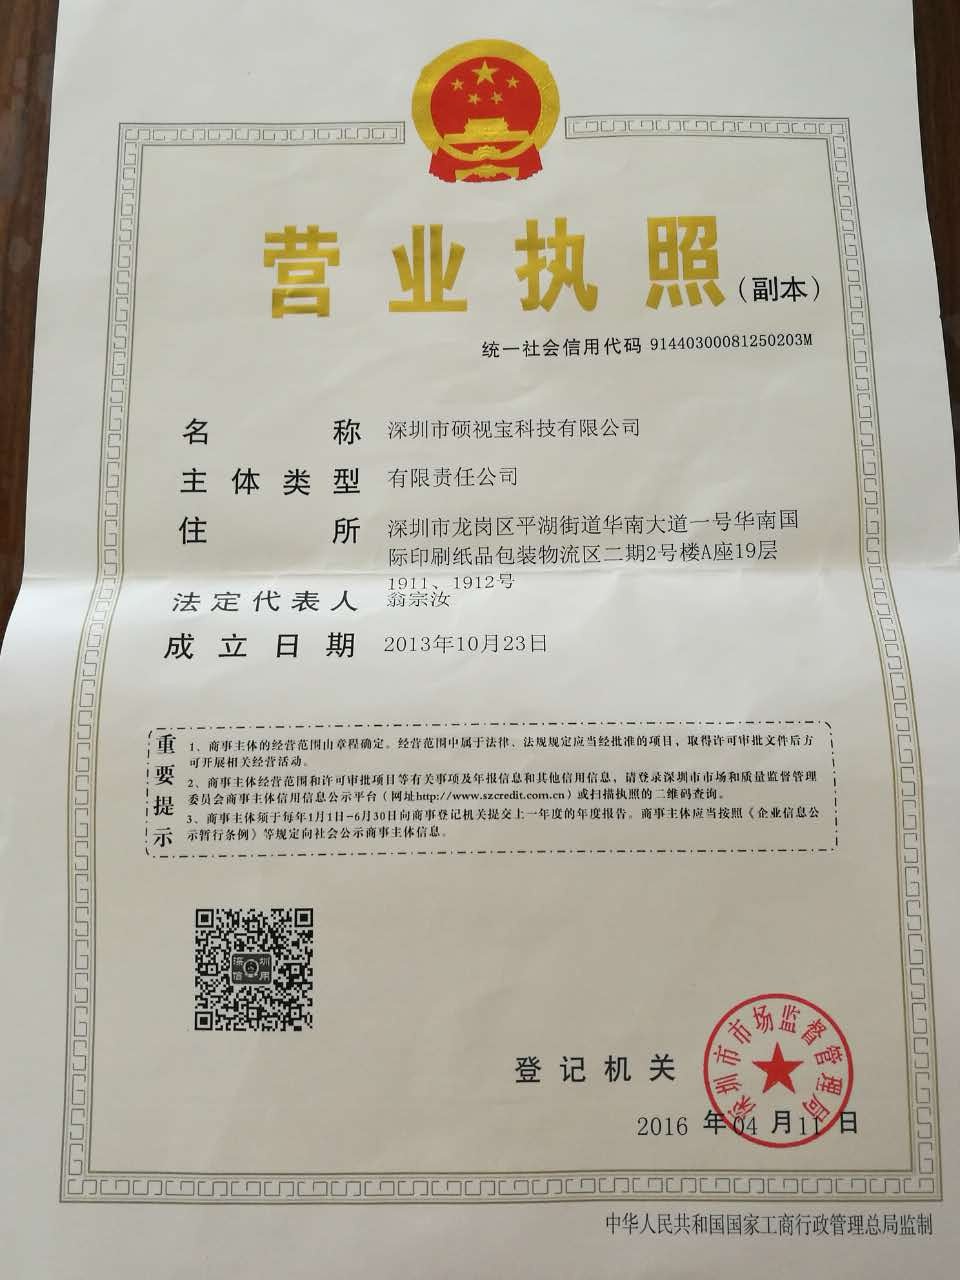 营业执照(副本)
统一社会信用代码 91440300081250203M
名称 深圳市硕视宝科技有限公司
主体类型 有限责任公司
住所 深圳市龙岗区平湖街道华南大道一号华南国
际印刷纸品包装物流区二期2号楼A座19层
1911、1912号
法定代表人 翁宗汝
成立日期 2013年10月23日
重要提示
1、商事主体的经营范围由章程确定。经营范围中属于法律、法规规定应当经批准的项目，取得许可审批文件后方
可开展相关经营活动。
2、商事主体经营范围和许可审批项目等有关事项及年报信息和其他信用信息，请登录深圳市市场和质量监督管理
委员会商事主体信用信息公示平台（网址http://www.szcredit.com.cn）或扫描执照的二维码查询。
3、商事主体须于每年1月1日-6月30日向商事登记机关提交上一年度的年度报告。商事主体应当按照《企业信息公
示暂行条例》等规定向社会公示商事主体信息。
深圳
信用
登记机关
深圳市市场监督管理局
2016 年04 月11 日
中华人民共和国国家工商行政管理总局监制